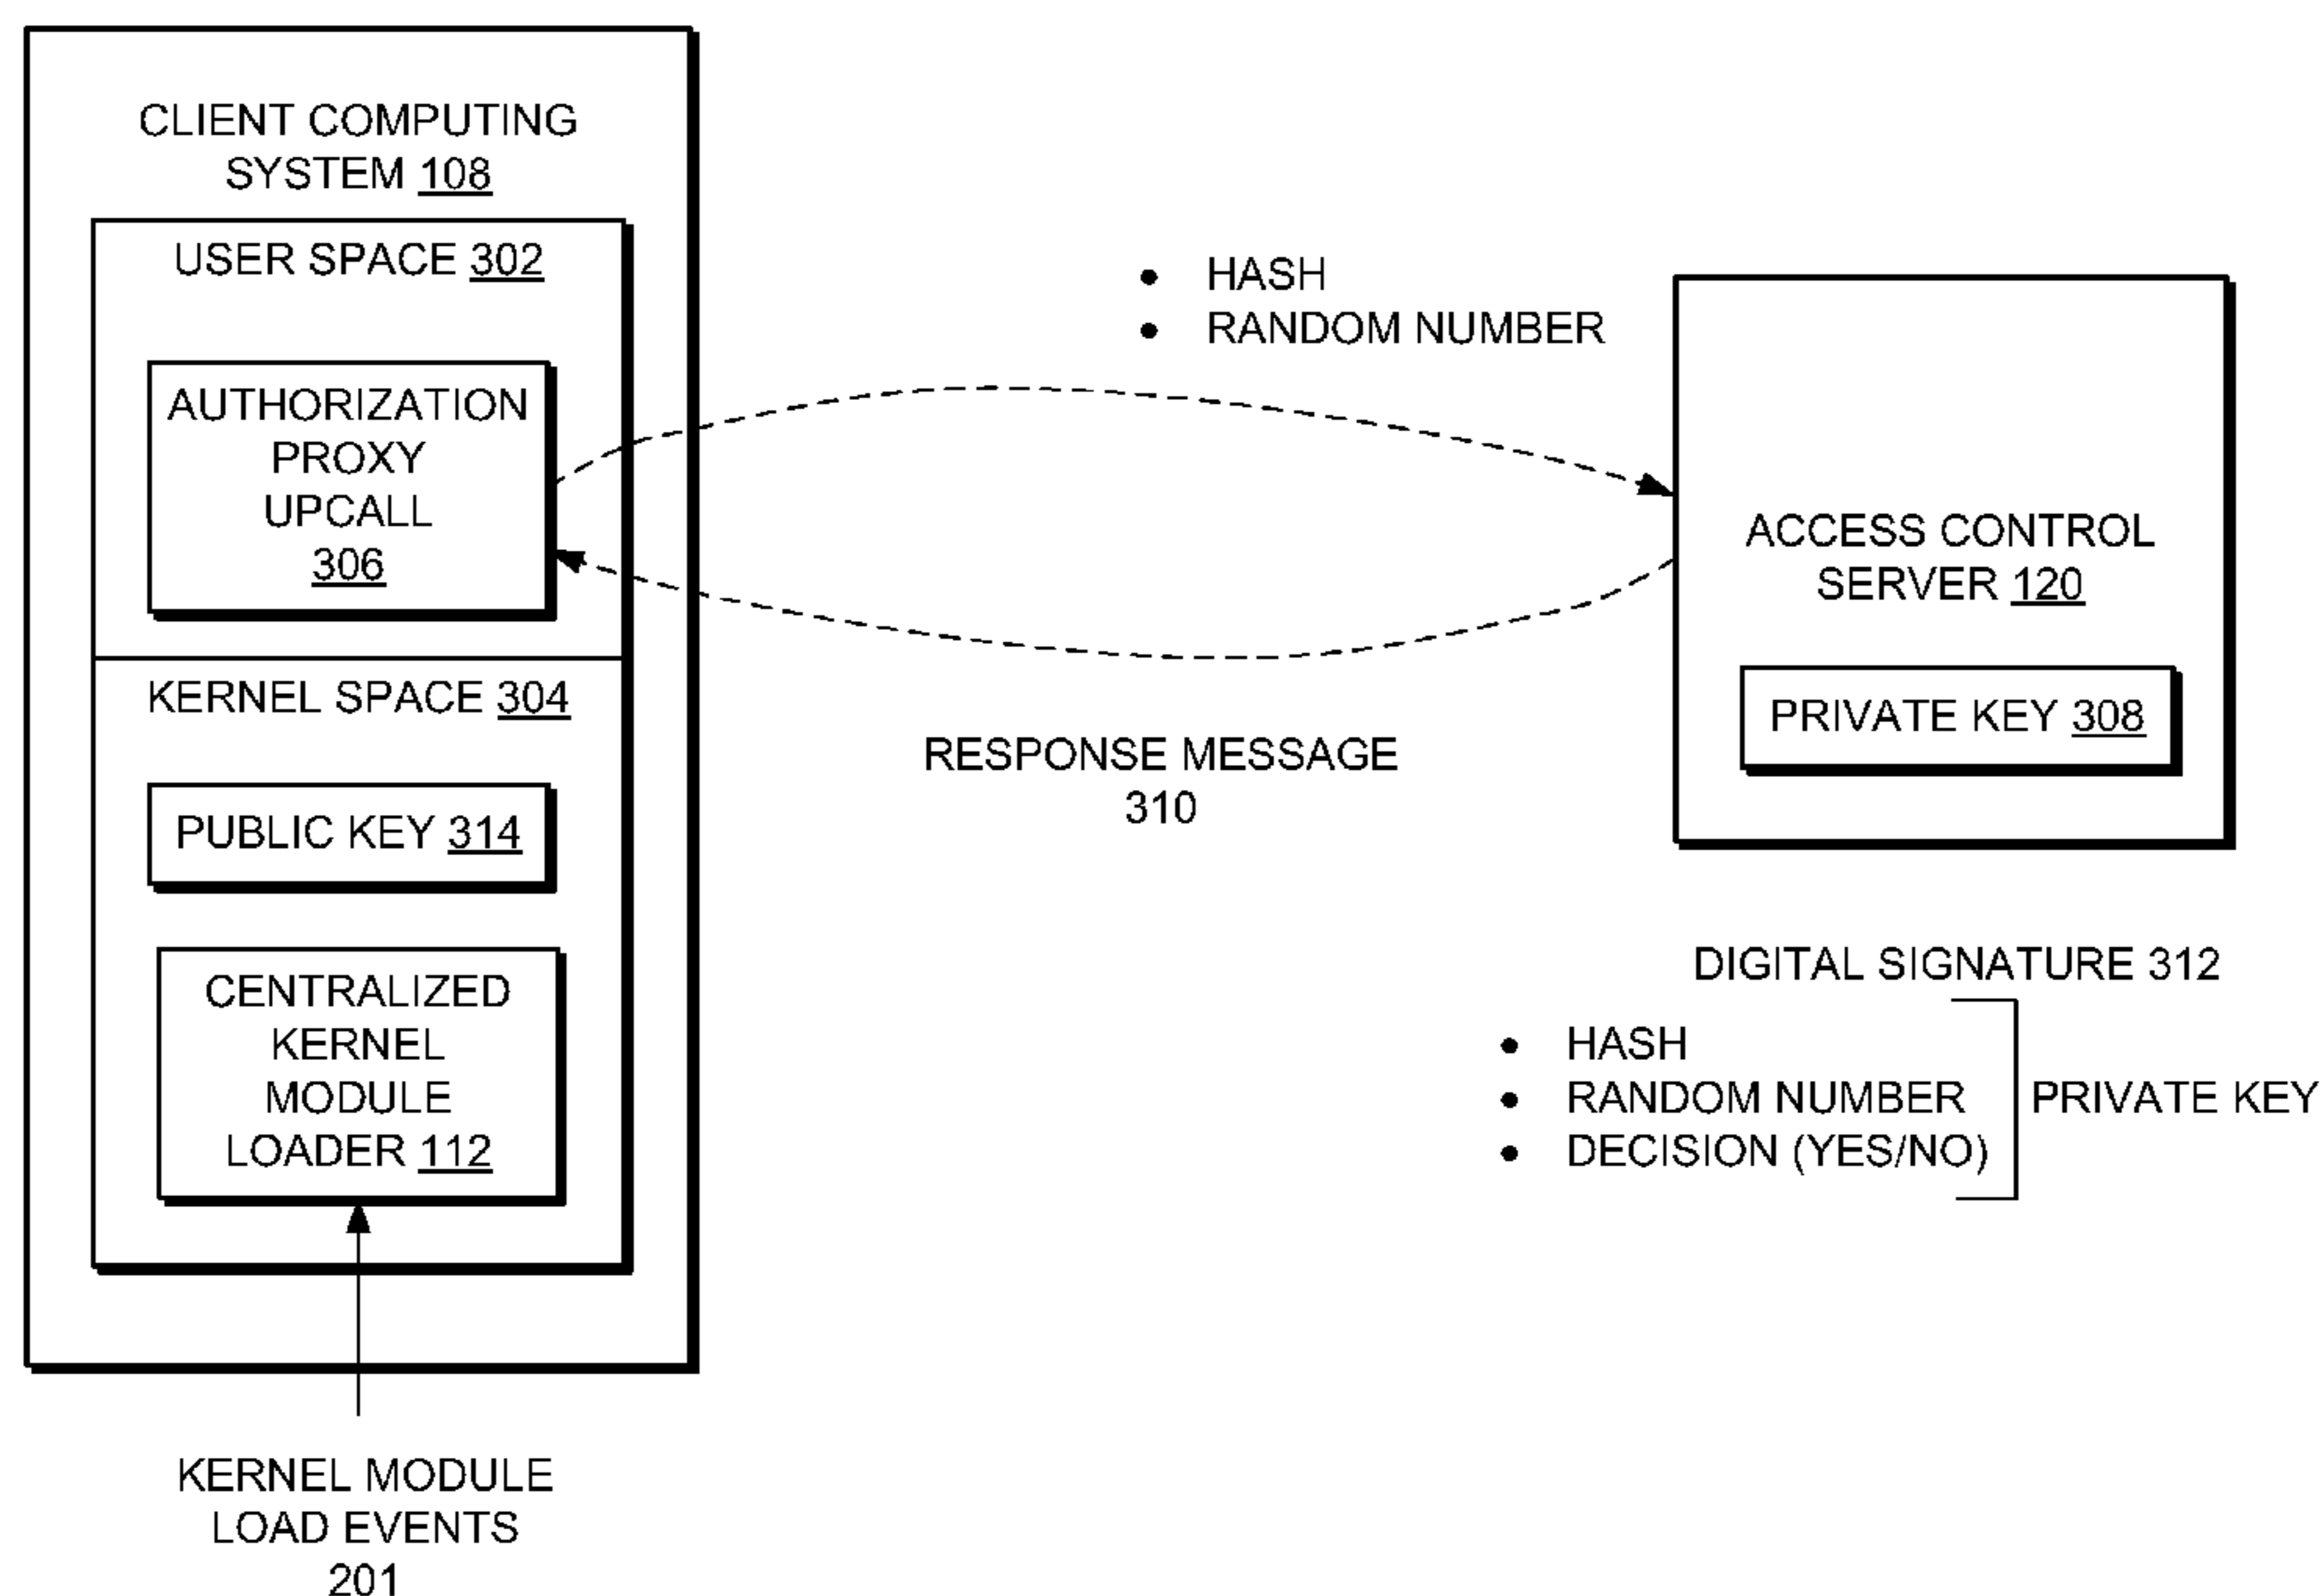 CLIENT COMPUTING
SYSTEM 108
USER SPACE 302
AUTHORIZATION
PROXY
UPCALL
306
KERNEL SPACE 304
PUBLIC KEY 314
CENTRALIZED
KERNEL
MODULE
LOADER 112
KERNEL MODULE
LOAD EVENTS
201
• HASH
• RANDOM NUMBER
RESPONSE MESSAGE
310
ACCESS CONTROL
SERVER 120
PRIVATE KEY 308
DIGITAL SIGNATURE 312
• HASH
• RANDOM NUMBER
• DECISION (YES/NO)
PRIVATE KEY